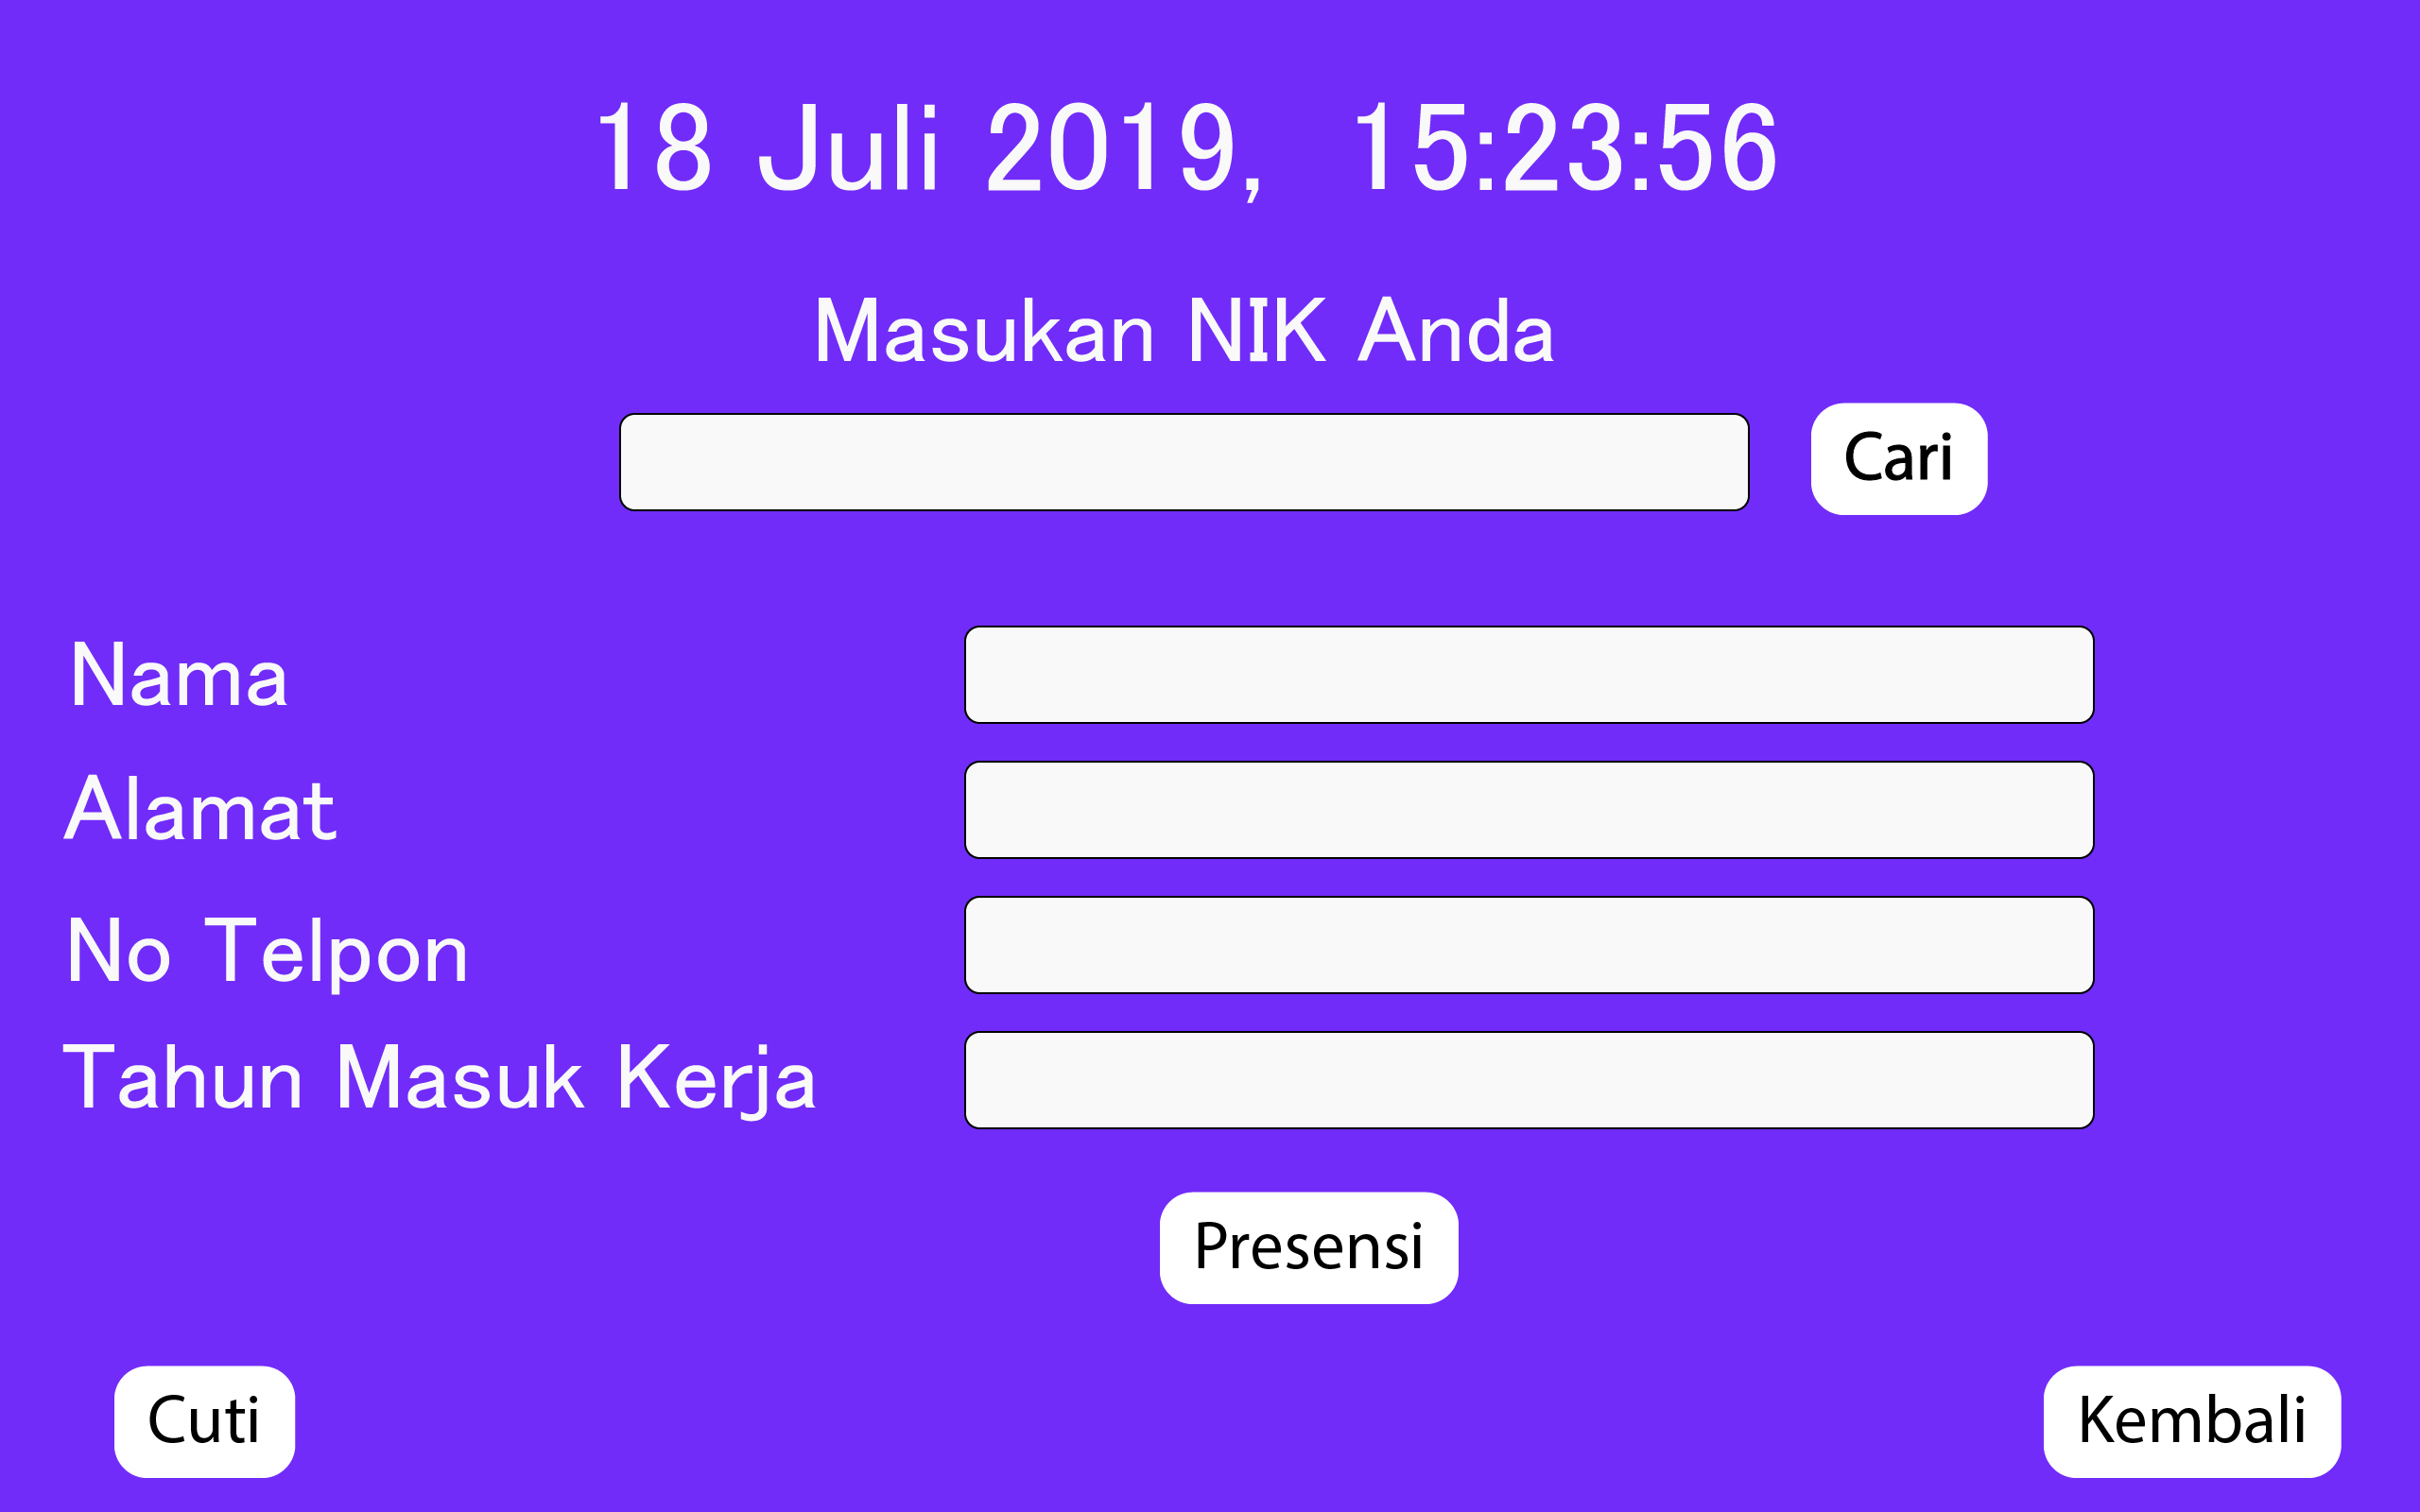 18 Juli 2019, 15:23:56
Masukan NIK Anda
Cari
Nama
Alamat
No Telpon
Tahun Masuk Kerja
Presensi
Cuti
Kembali